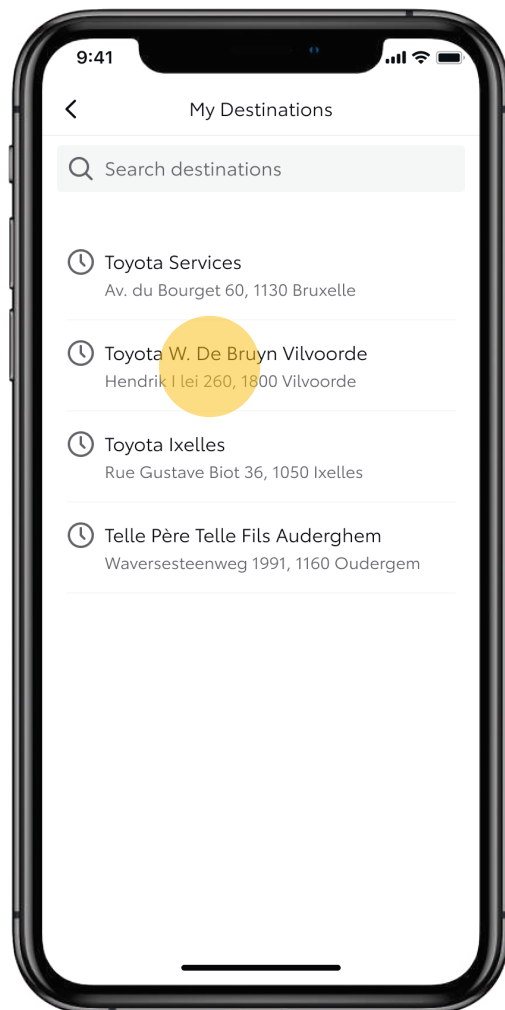 9:41
My Destinations
Search destinations
Toyota Services
Av. du Bourget 60, 1130 Bruxelle
Toyota W. De Bruyn Vilvoorde
Hendrik I lei 260, 1800 Vilvoorde
Toyota Ixelles
Rue Gustave Biot 36, 1050 Ixelles
Telle Père Telle Fils Auderghem
Waversesteenweg 1991, 1160 Oudergem